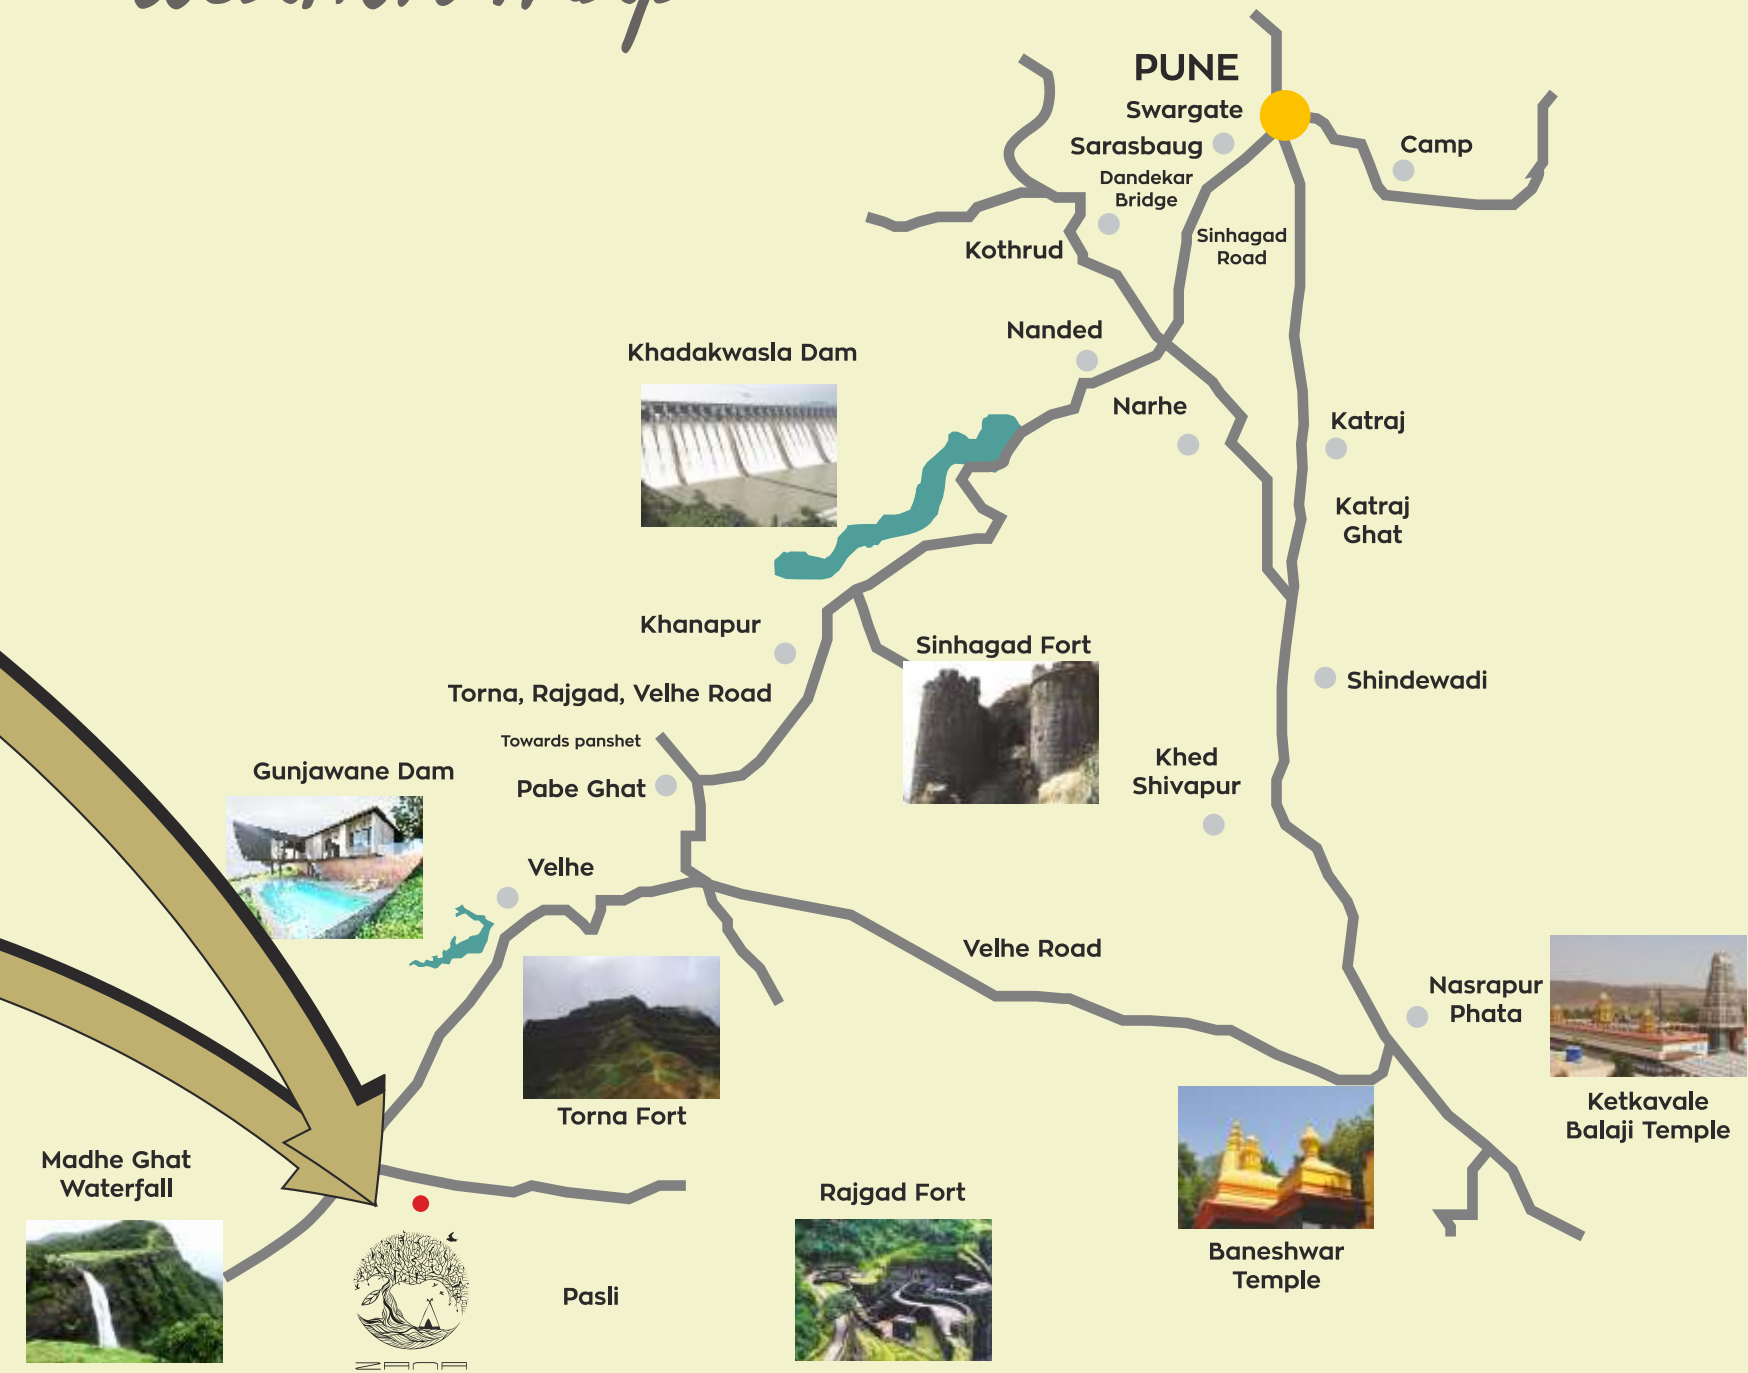 Location Map
PUNE
Swargate
Sarasbaug
Camp
Dandekar
Bridge
Sinhagad
Road
Kothrud
Nanded
Khadakwasla Dam
Narhe
Katraj
Katraj
Ghat
Khanapur
Sinhagad Fort
Shindewadi
Torna, Rajgad, Velhe Road
Towards panshet
Khed
Shivapur
Gunjawane Dam
Pabe Ghat
Velhe
Velhe Road
Nasrapur
Phata
Ketkavale
Balaji Temple
Torna Fort
Madhe Ghat
Waterfall
Rajgad Fort
Baneshwar
Temple
Pasli